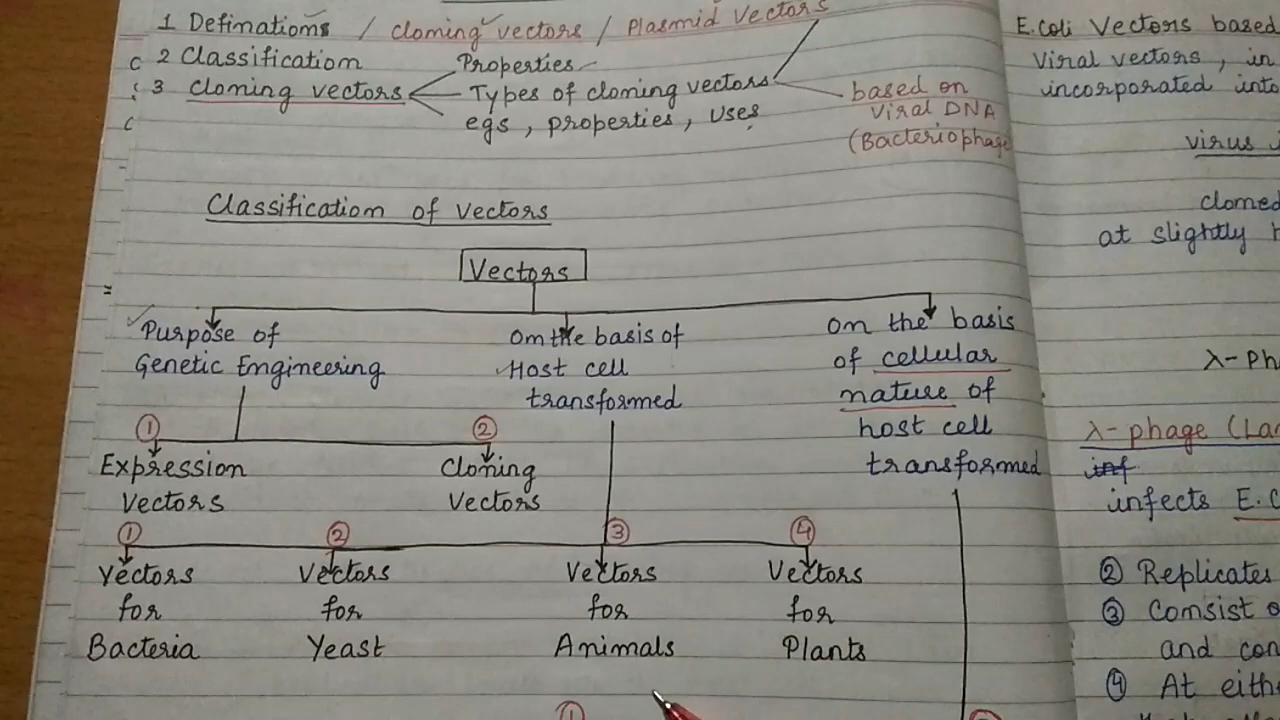 1 Definations / cloning vectors / Plasmid Vectors
2 Classification
Properties
3 Cloning vectors
Types of cloning vectors
egs, properties, uses
based on
Viral DNA
(Bacteriophage
Classification of Vectors
Vectors
Purpose of
Genetic Engineering
On the basis of
Host cell
transformed
On the basis
of cellular
nature of
host cell
transformed
① Expression
Vectors
② Cloning
Vectors
① Vectors
for
Bacteria
② Vectors
for
Yeast
③ Vectors
for
Animals
④ Vectors
for
Plants
①
E.coli Vectors based
Viral vectors, in
incorporated into
virus
cloned
at slightly
λ-Ph
λ-phage (La
inf
infects E.C
② Replicates
③ Consist
and con
④ At eith